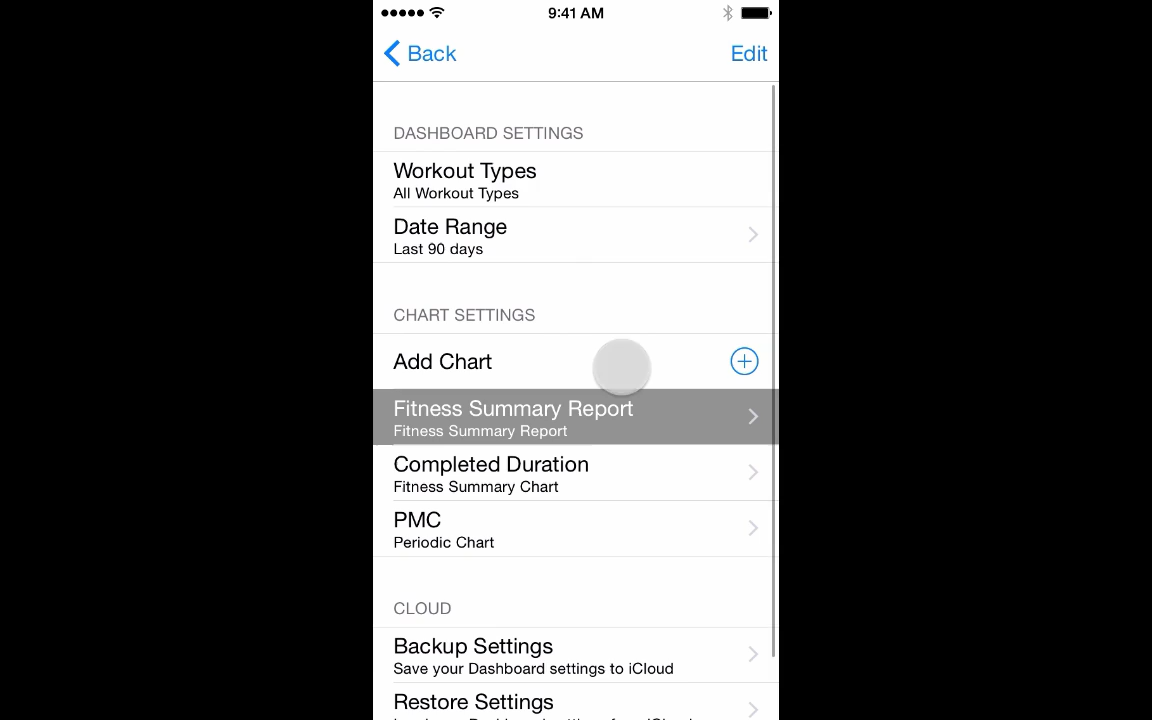 9:41 AM
Back
Edit
DASHBOARD SETTINGS
Workout Types
All Workout Types
Date Range
Last 90 days
CHART SETTINGS
Add Chart
Fitness Summary Report
Fitness Summary Report
Completed Duration
Fitness Summary Chart
PMC
Periodic Chart
CLOUD
Backup Settings
Save your Dashboard settings to iCloud
Restore Settings